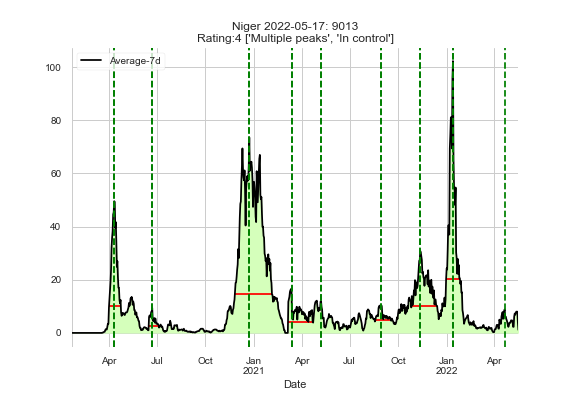 Niger 2022-05-17: 9013
Rating:4 ['Multiple peaks', 'In control']
Average-7d
100
80
60
40
20
0
Apr Jul Oct Jan Apr Jul Oct Jan Apr
2021 2022
Date